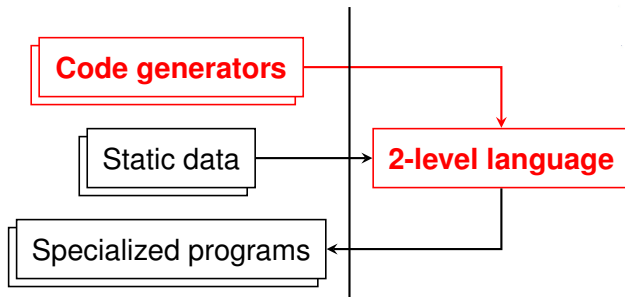 Code generators
Static data
2-level language
Specialized programs